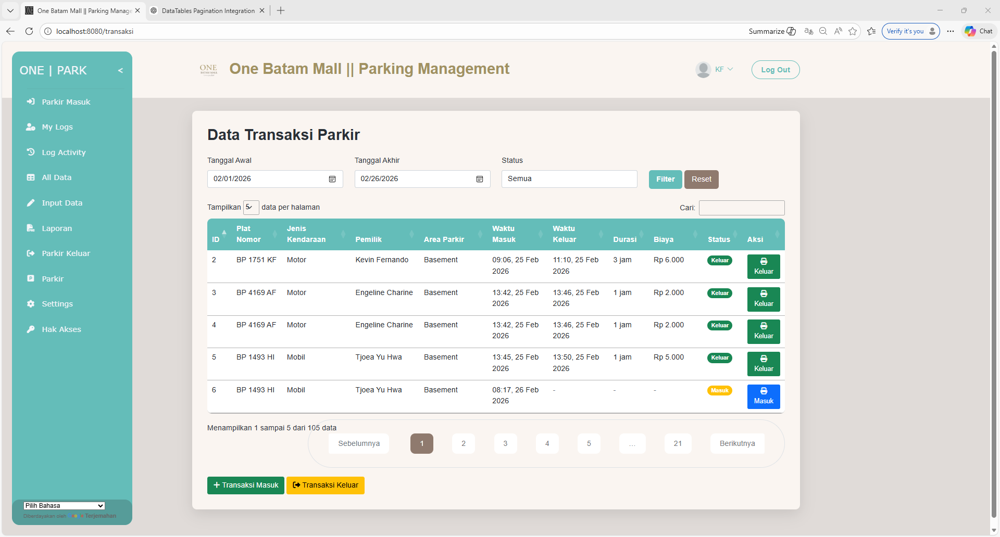 One Batam Mall || Parking Manage
DataTables Pagination Integration
localhost:8080/transaksi
Summarize
Verify it's you
Chat
ONE | PARK
<
Parkir Masuk
My Logs
Log Activity
All Data
Input Data
Laporan
Parkir Keluar
Parkir
Settings
Hak Akses
Pilih Bahasa
Diberdayakan oleh Google Terjemahan
ONE
BATAM MALL
One Batam Mall || Parking Management
KF
Log Out
Data Transaksi Parkir
Tanggal Awal Tanggal Akhir Status
02/01/2026 02/26/2026 Semua Filter Reset
Tampilkan 5 data per halaman Cari:
ID Plat Nomor Jenis Kendaraan Pemilik Area Parkir Waktu Masuk Waktu Keluar Durasi Biaya Status Aksi
2 BP 1751 KF Motor Kevin Fernando Basement 09:06, 25 Feb 2026 11:10, 25 Feb 2026 3 jam Rp 6.000 Keluar Keluar
3 BP 4169 AF Motor Engeline Charine Basement 13:42, 25 Feb 2026 13:46, 25 Feb 2026 1 jam Rp 2.000 Keluar Keluar
4 BP 4169 AF Motor Engeline Charine Basement 13:42, 25 Feb 2026 13:46, 25 Feb 2026 1 jam Rp 2.000 Keluar Keluar
5 BP 1493 HI Mobil Tjoea Yu Hwa Basement 13:45, 25 Feb 2026 13:50, 25 Feb 2026 1 jam Rp 5.000 Keluar Keluar
6 BP 1493 HI Mobil Tjoea Yu Hwa Basement 08:17, 26 Feb 2026 - - - Masuk Masuk
Menampilkan 1 sampai 5 dari 105 data
Sebelumnya 1 2 3 4 5 … 21 Berikutnya
Transaksi Masuk Transaksi Keluar